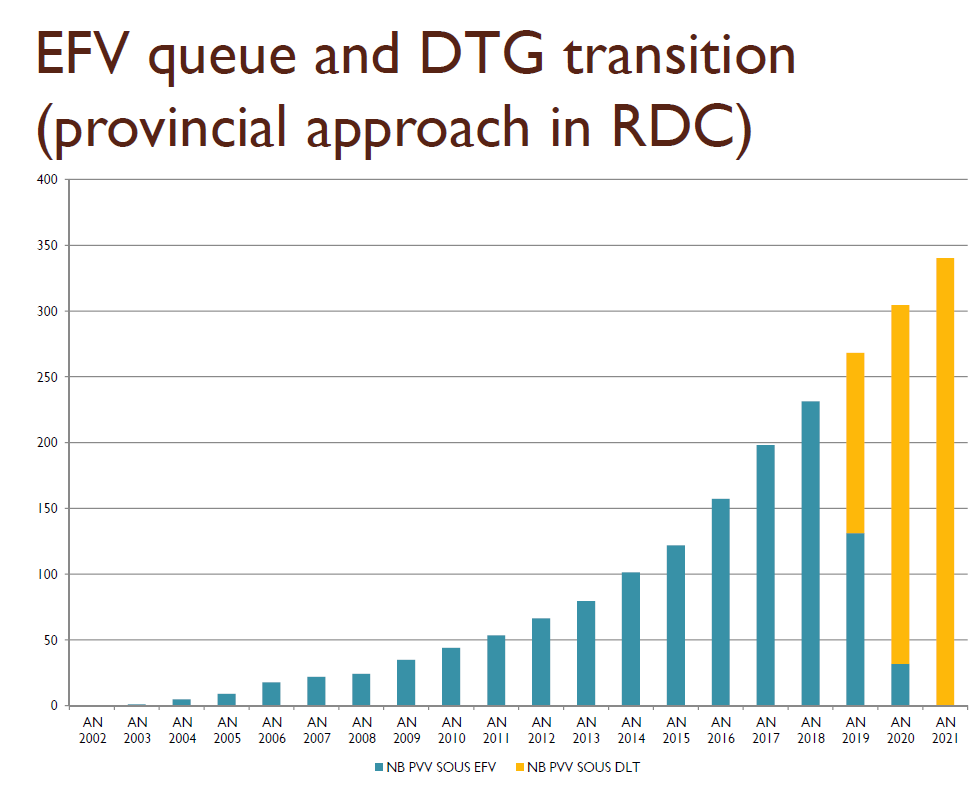 EFV queue and DTG transition
(provincial approach in RDC)
400
350
300
250
200
150
100
50
0
AN AN AN AN AN AN AN AN AN AN AN AN AN AN AN AN AN AN AN AN
2002 2003 2004 2005 2006 2007 2008 2009 2010 2011 2012 2013 2014 2015 2016 2017 2018 2019 2020 2021
NB PVV SOUS EFV NB PVV SOUS DLT